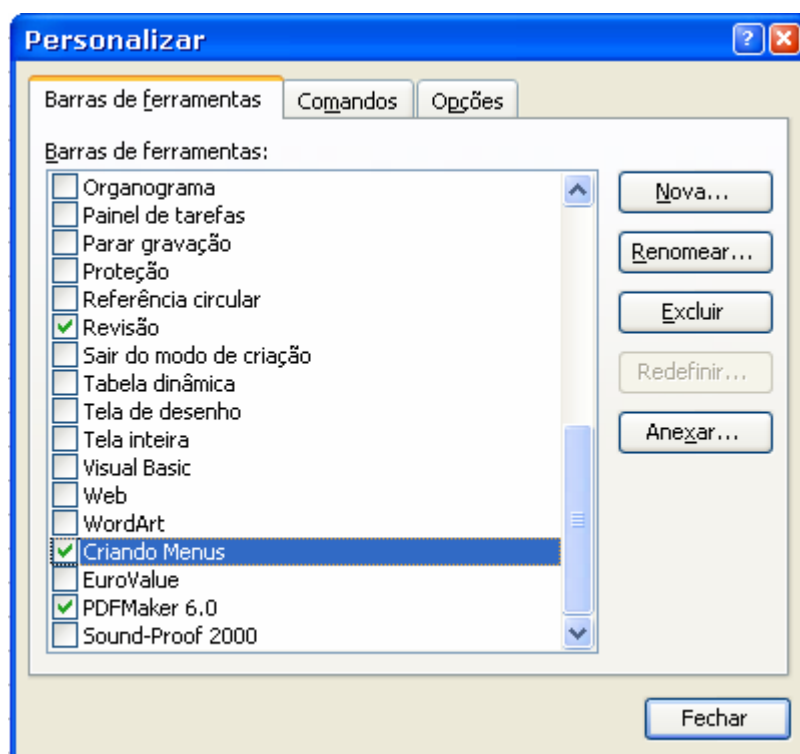 Personalizar
Barras de ferramentas
Comandos
Opções
Barras de ferramentas:
Organograma
Painel de tarefas
Parar gravação
Proteção
Referência circular
Revisão
Sair do modo de criação
Tabela dinâmica
Tela de desenho
Tela inteira
Visual Basic
Web
WordArt
Criando Menus
EuroValue
PDFMaker 6.0
Sound-Proof 2000
Nova...
Renomear...
Excluir
Redefinir...
Anexar...
Fechar